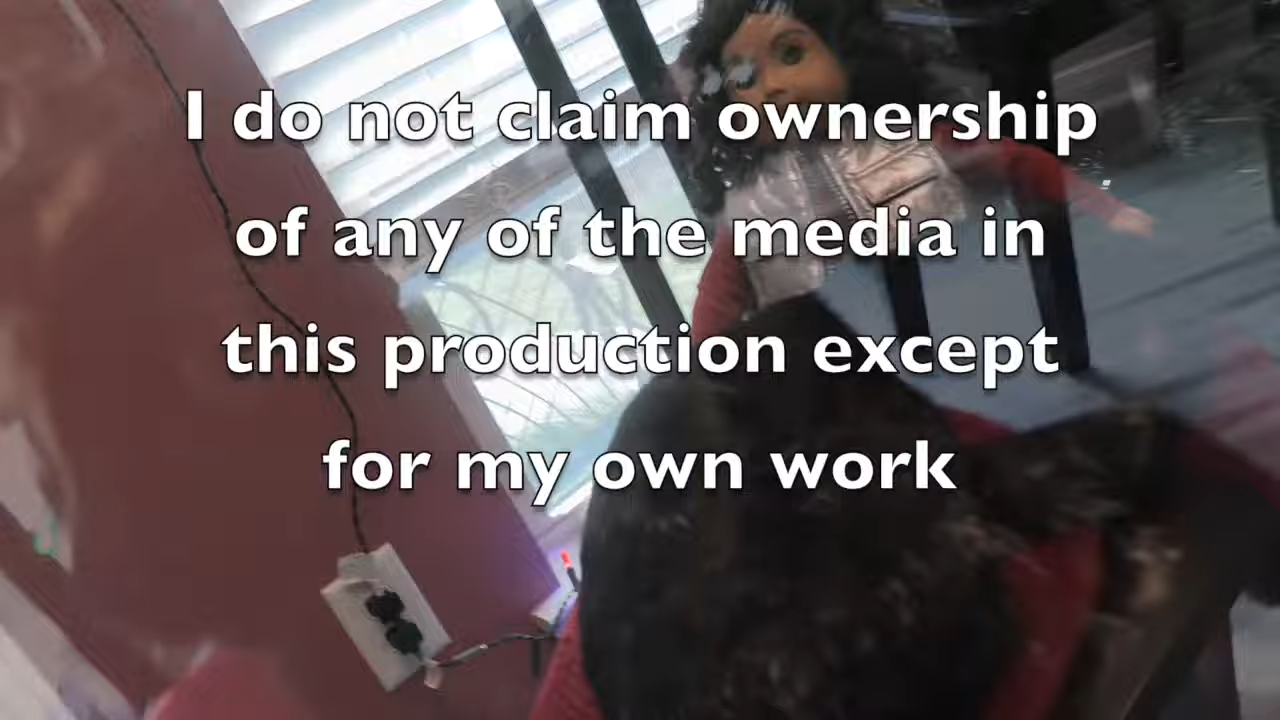 I do not claim ownership
of any of the media in
this production except
for my own work